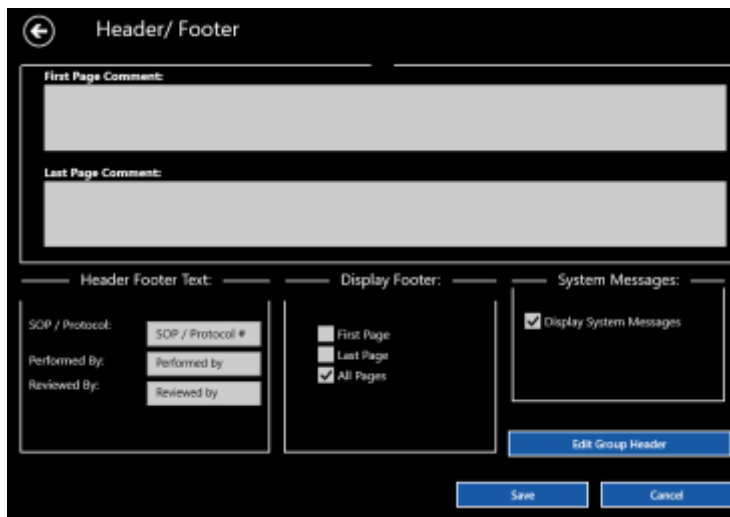 Header/ Footer
First Page Comment:
Last Page Comment:
Header Footer Text:
SOP / Protocol:
SOP / Protocol #
Performed By:
Performed by
Reviewed By:
Reviewed by
Display Footer:
First Page
Last Page
All Pages
System Messages:
Display System Messages
Edit Group Header
Save
Cancel